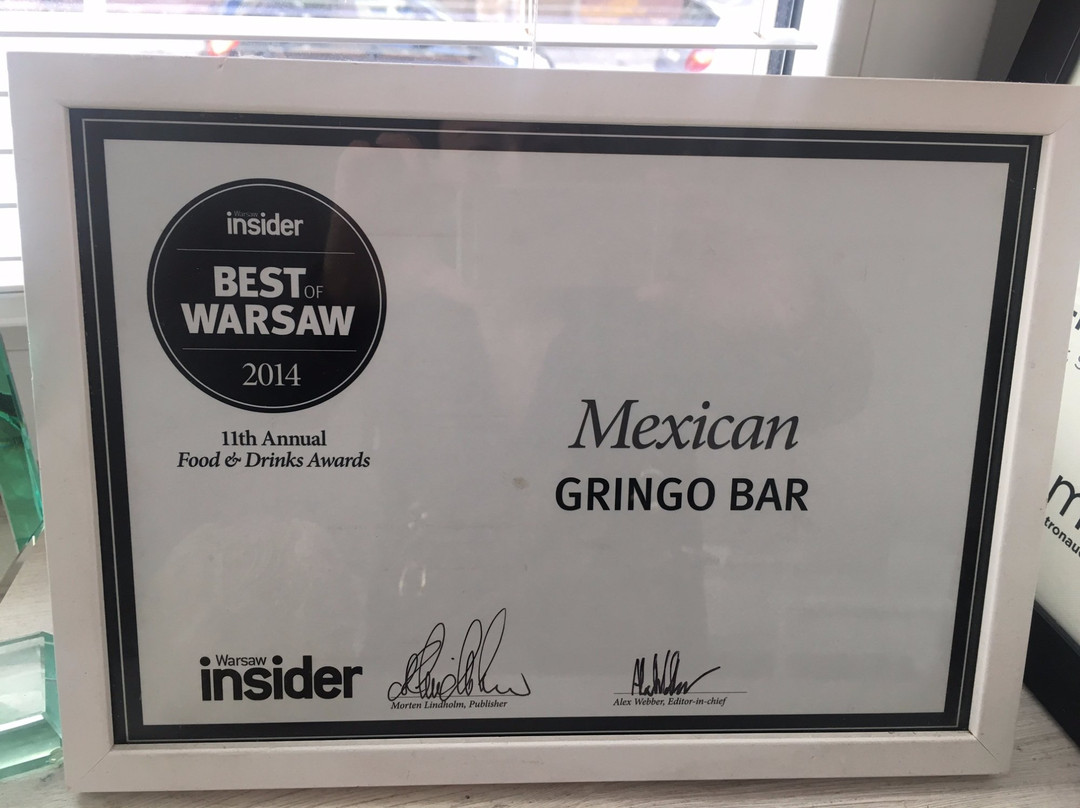 Warsaw
insider
BEST OF
WARSAW
2014
11th Annual
Food & Drinks Awards
Mexican
GRINGO BAR
Warsaw
insider
Morten Lindholm, Publisher
Alex Webber, Editor-in-chief